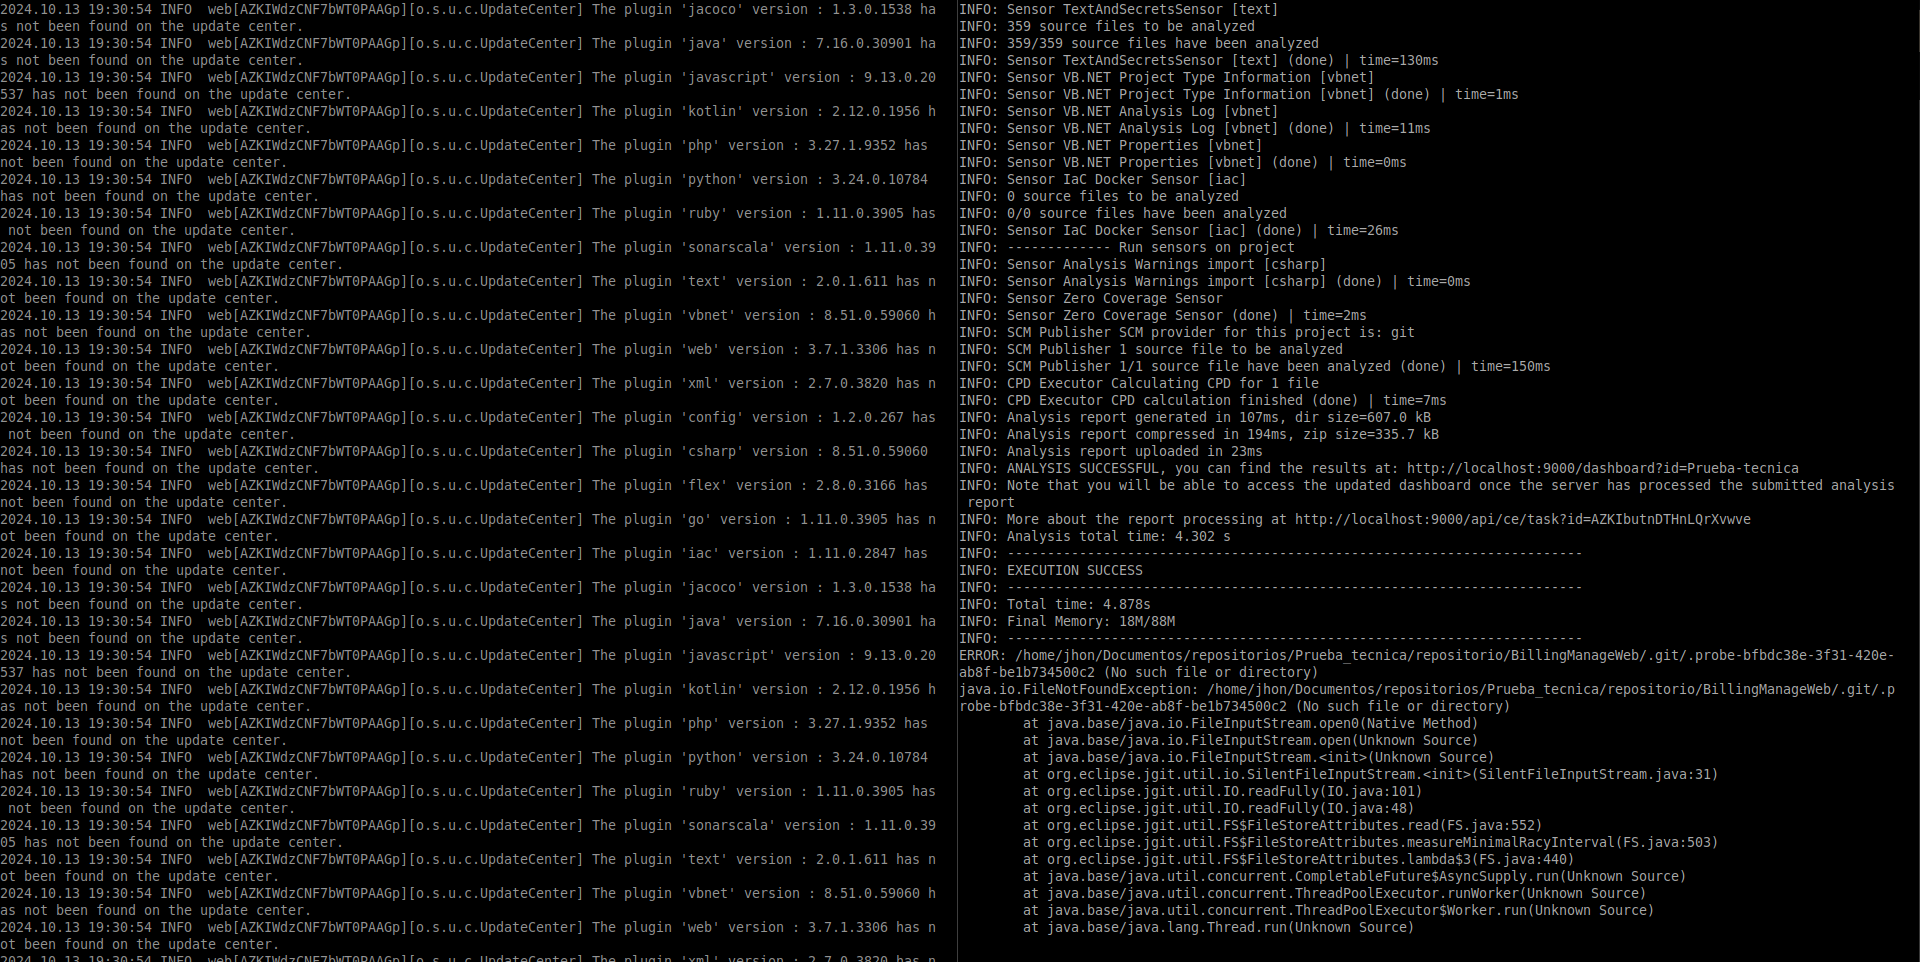 2024.10.13 19:30:54 INFO  web[AZKIWdzCNF7bWT0PAAGp][o.s.u.c.UpdateCenter] The plugin 'jacoco' version : 1.3.0.1538 ha
s not been found on the update center.
2024.10.13 19:30:54 INFO  web[AZKIWdzCNF7bWT0PAAGp][o.s.u.c.UpdateCenter] The plugin 'java' version : 7.16.0.30901 ha
s not been found on the update center.
2024.10.13 19:30:54 INFO  web[AZKIWdzCNF7bWT0PAAGp][o.s.u.c.UpdateCenter] The plugin 'javascript' version : 9.13.0.20
537 has not been found on the update center.
2024.10.13 19:30:54 INFO  web[AZKIWdzCNF7bWT0PAAGp][o.s.u.c.UpdateCenter] The plugin 'kotlin' version : 2.12.0.1956 h
as not been found on the update center.
2024.10.13 19:30:54 INFO  web[AZKIWdzCNF7bWT0PAAGp][o.s.u.c.UpdateCenter] The plugin 'php' version : 3.27.1.9352 has
not been found on the update center.
2024.10.13 19:30:54 INFO  web[AZKIWdzCNF7bWT0PAAGp][o.s.u.c.UpdateCenter] The plugin 'python' version : 3.24.0.10784
has not been found on the update center.
2024.10.13 19:30:54 INFO  web[AZKIWdzCNF7bWT0PAAGp][o.s.u.c.UpdateCenter] The plugin 'ruby' version : 1.11.0.3905 has
 not been found on the update center.
2024.10.13 19:30:54 INFO  web[AZKIWdzCNF7bWT0PAAGp][o.s.u.c.UpdateCenter] The plugin 'sonarscala' version : 1.11.0.39
05 has not been found on the update center.
2024.10.13 19:30:54 INFO  web[AZKIWdzCNF7bWT0PAAGp][o.s.u.c.UpdateCenter] The plugin 'text' version : 2.0.1.611 has n
ot been found on the update center.
2024.10.13 19:30:54 INFO  web[AZKIWdzCNF7bWT0PAAGp][o.s.u.c.UpdateCenter] The plugin 'vbnet' version : 8.51.0.59060 h
as not been found on the update center.
2024.10.13 19:30:54 INFO  web[AZKIWdzCNF7bWT0PAAGp][o.s.u.c.UpdateCenter] The plugin 'web' version : 3.7.1.3306 has n
ot been found on the update center.
2024.10.13 19:30:54 INFO  web[AZKIWdzCNF7bWT0PAAGp][o.s.u.c.UpdateCenter] The plugin 'xml' version : 2.7.0.3820 has n
ot been found on the update center.
2024.10.13 19:30:54 INFO  web[AZKIWdzCNF7bWT0PAAGp][o.s.u.c.UpdateCenter] The plugin 'config' version : 1.2.0.267 has
 not been found on the update center.
2024.10.13 19:30:54 INFO  web[AZKIWdzCNF7bWT0PAAGp][o.s.u.c.UpdateCenter] The plugin 'csharp' version : 8.51.0.59060
has not been found on the update center.
2024.10.13 19:30:54 INFO  web[AZKIWdzCNF7bWT0PAAGp][o.s.u.c.UpdateCenter] The plugin 'flex' version : 2.8.0.3166 has
not been found on the update center.
2024.10.13 19:30:54 INFO  web[AZKIWdzCNF7bWT0PAAGp][o.s.u.c.UpdateCenter] The plugin 'go' version : 1.11.0.3905 has n
ot been found on the update center.
2024.10.13 19:30:54 INFO  web[AZKIWdzCNF7bWT0PAAGp][o.s.u.c.UpdateCenter] The plugin 'iac' version : 1.11.0.2847 has
not been found on the update center.
2024.10.13 19:30:54 INFO  web[AZKIWdzCNF7bWT0PAAGp][o.s.u.c.UpdateCenter] The plugin 'jacoco' version : 1.3.0.1538 ha
s not been found on the update center.
2024.10.13 19:30:54 INFO  web[AZKIWdzCNF7bWT0PAAGp][o.s.u.c.UpdateCenter] The plugin 'java' version : 7.16.0.30901 ha
s not been found on the update center.
2024.10.13 19:30:54 INFO  web[AZKIWdzCNF7bWT0PAAGp][o.s.u.c.UpdateCenter] The plugin 'javascript' version : 9.13.0.20
537 has not been found on the update center.
2024.10.13 19:30:54 INFO  web[AZKIWdzCNF7bWT0PAAGp][o.s.u.c.UpdateCenter] The plugin 'kotlin' version : 2.12.0.1956 h
as not been found on the update center.
2024.10.13 19:30:54 INFO  web[AZKIWdzCNF7bWT0PAAGp][o.s.u.c.UpdateCenter] The plugin 'php' version : 3.27.1.9352 has
not been found on the update center.
2024.10.13 19:30:54 INFO  web[AZKIWdzCNF7bWT0PAAGp][o.s.u.c.UpdateCenter] The plugin 'python' version : 3.24.0.10784
has not been found on the update center.
2024.10.13 19:30:54 INFO  web[AZKIWdzCNF7bWT0PAAGp][o.s.u.c.UpdateCenter] The plugin 'ruby' version : 1.11.0.3905 has
 not been found on the update center.
2024.10.13 19:30:54 INFO  web[AZKIWdzCNF7bWT0PAAGp][o.s.u.c.UpdateCenter] The plugin 'sonarscala' version : 1.11.0.39
05 has not been found on the update center.
2024.10.13 19:30:54 INFO  web[AZKIWdzCNF7bWT0PAAGp][o.s.u.c.UpdateCenter] The plugin 'text' version : 2.0.1.611 has n
ot been found on the update center.
2024.10.13 19:30:54 INFO  web[AZKIWdzCNF7bWT0PAAGp][o.s.u.c.UpdateCenter] The plugin 'vbnet' version : 8.51.0.59060 h
as not been found on the update center.
2024.10.13 19:30:54 INFO  web[AZKIWdzCNF7bWT0PAAGp][o.s.u.c.UpdateCenter] The plugin 'web' version : 3.7.1.3306 has n
ot been found on the update center.
2024.10.13 19:30:54 INFO  web[AZKIWdzCNF7bWT0PAAGp][o.s.u.c.UpdateCenter] The plugin 'xml' version : 2.7.0.3820 has n
INFO: Sensor TextAndSecretsSensor [text]
INFO: 359 source files to be analyzed
INFO: 359/359 source files have been analyzed
INFO: Sensor TextAndSecretsSensor [text] (done) | time=130ms
INFO: Sensor VB.NET Project Type Information [vbnet]
INFO: Sensor VB.NET Project Type Information [vbnet] (done) | time=1ms
INFO: Sensor VB.NET Analysis Log [vbnet]
INFO: Sensor VB.NET Analysis Log [vbnet] (done) | time=11ms
INFO: Sensor VB.NET Properties [vbnet]
INFO: Sensor VB.NET Properties [vbnet] (done) | time=0ms
INFO: Sensor IaC Docker Sensor [iac]
INFO: 0 source files to be analyzed
INFO: 0/0 source files have been analyzed
INFO: Sensor IaC Docker Sensor [iac] (done) | time=26ms
INFO: ------------- Run sensors on project
INFO: Sensor Analysis Warnings import [csharp]
INFO: Sensor Analysis Warnings import [csharp] (done) | time=0ms
INFO: Sensor Zero Coverage Sensor
INFO: Sensor Zero Coverage Sensor (done) | time=2ms
INFO: SCM Publisher SCM provider for this project is: git
INFO: SCM Publisher 1 source file to be analyzed
INFO: SCM Publisher 1/1 source file have been analyzed (done) | time=150ms
INFO: CPD Executor Calculating CPD for 1 file
INFO: CPD Executor CPD calculation finished (done) | time=7ms
INFO: Analysis report generated in 107ms, dir size=607.0 kB
INFO: Analysis report compressed in 194ms, zip size=335.7 kB
INFO: Analysis report uploaded in 23ms
INFO: ANALYSIS SUCCESSFUL, you can find the results at: http://localhost:9000/dashboard?id=Prueba-tecnica
INFO: Note that you will be able to access the updated dashboard once the server has processed the submitted analysis
 report
INFO: More about the report processing at http://localhost:9000/api/ce/task?id=AZKIbutnDTHnLQrXvwve
INFO: Analysis total time: 4.302 s
INFO: ------------------------------------------------------------------------
INFO: EXECUTION SUCCESS
INFO: ------------------------------------------------------------------------
INFO: Total time: 4.878s
INFO: Final Memory: 18M/88M
INFO: ------------------------------------------------------------------------
ERROR: /home/jhon/Documentos/repositorios/Prueba_tecnica/repositorio/BillingManageWeb/.git/.probe-bfbdc38e-3f31-420e-
ab8f-be1b734500c2 (No such file or directory)
java.io.FileNotFoundException: /home/jhon/Documentos/repositorios/Prueba_tecnica/repositorio/BillingManageWeb/.git/.p
robe-bfbdc38e-3f31-420e-ab8f-be1b734500c2 (No such file or directory)
        at java.base/java.io.FileInputStream.open0(Native Method)
        at java.base/java.io.FileInputStream.open(Unknown Source)
        at java.base/java.io.FileInputStream.<init>(Unknown Source)
        at org.eclipse.jgit.util.io.SilentFileInputStream.<init>(SilentFileInputStream.java:31)
        at org.eclipse.jgit.util.IO.readFully(IO.java:101)
        at org.eclipse.jgit.util.IO.readFully(IO.java:48)
        at org.eclipse.jgit.util.FS$FileStoreAttributes.read(FS.java:552)
        at org.eclipse.jgit.util.FS$FileStoreAttributes.measureMinimalRacyInterval(FS.java:503)
        at org.eclipse.jgit.util.FS$FileStoreAttributes.lambda$3(FS.java:440)
        at java.base/java.util.concurrent.CompletableFuture$AsyncSupply.run(Unknown Source)
        at java.base/java.util.concurrent.ThreadPoolExecutor.runWorker(Unknown Source)
        at java.base/java.util.concurrent.ThreadPoolExecutor$Worker.run(Unknown Source)
        at java.base/java.lang.Thread.run(Unknown Source)